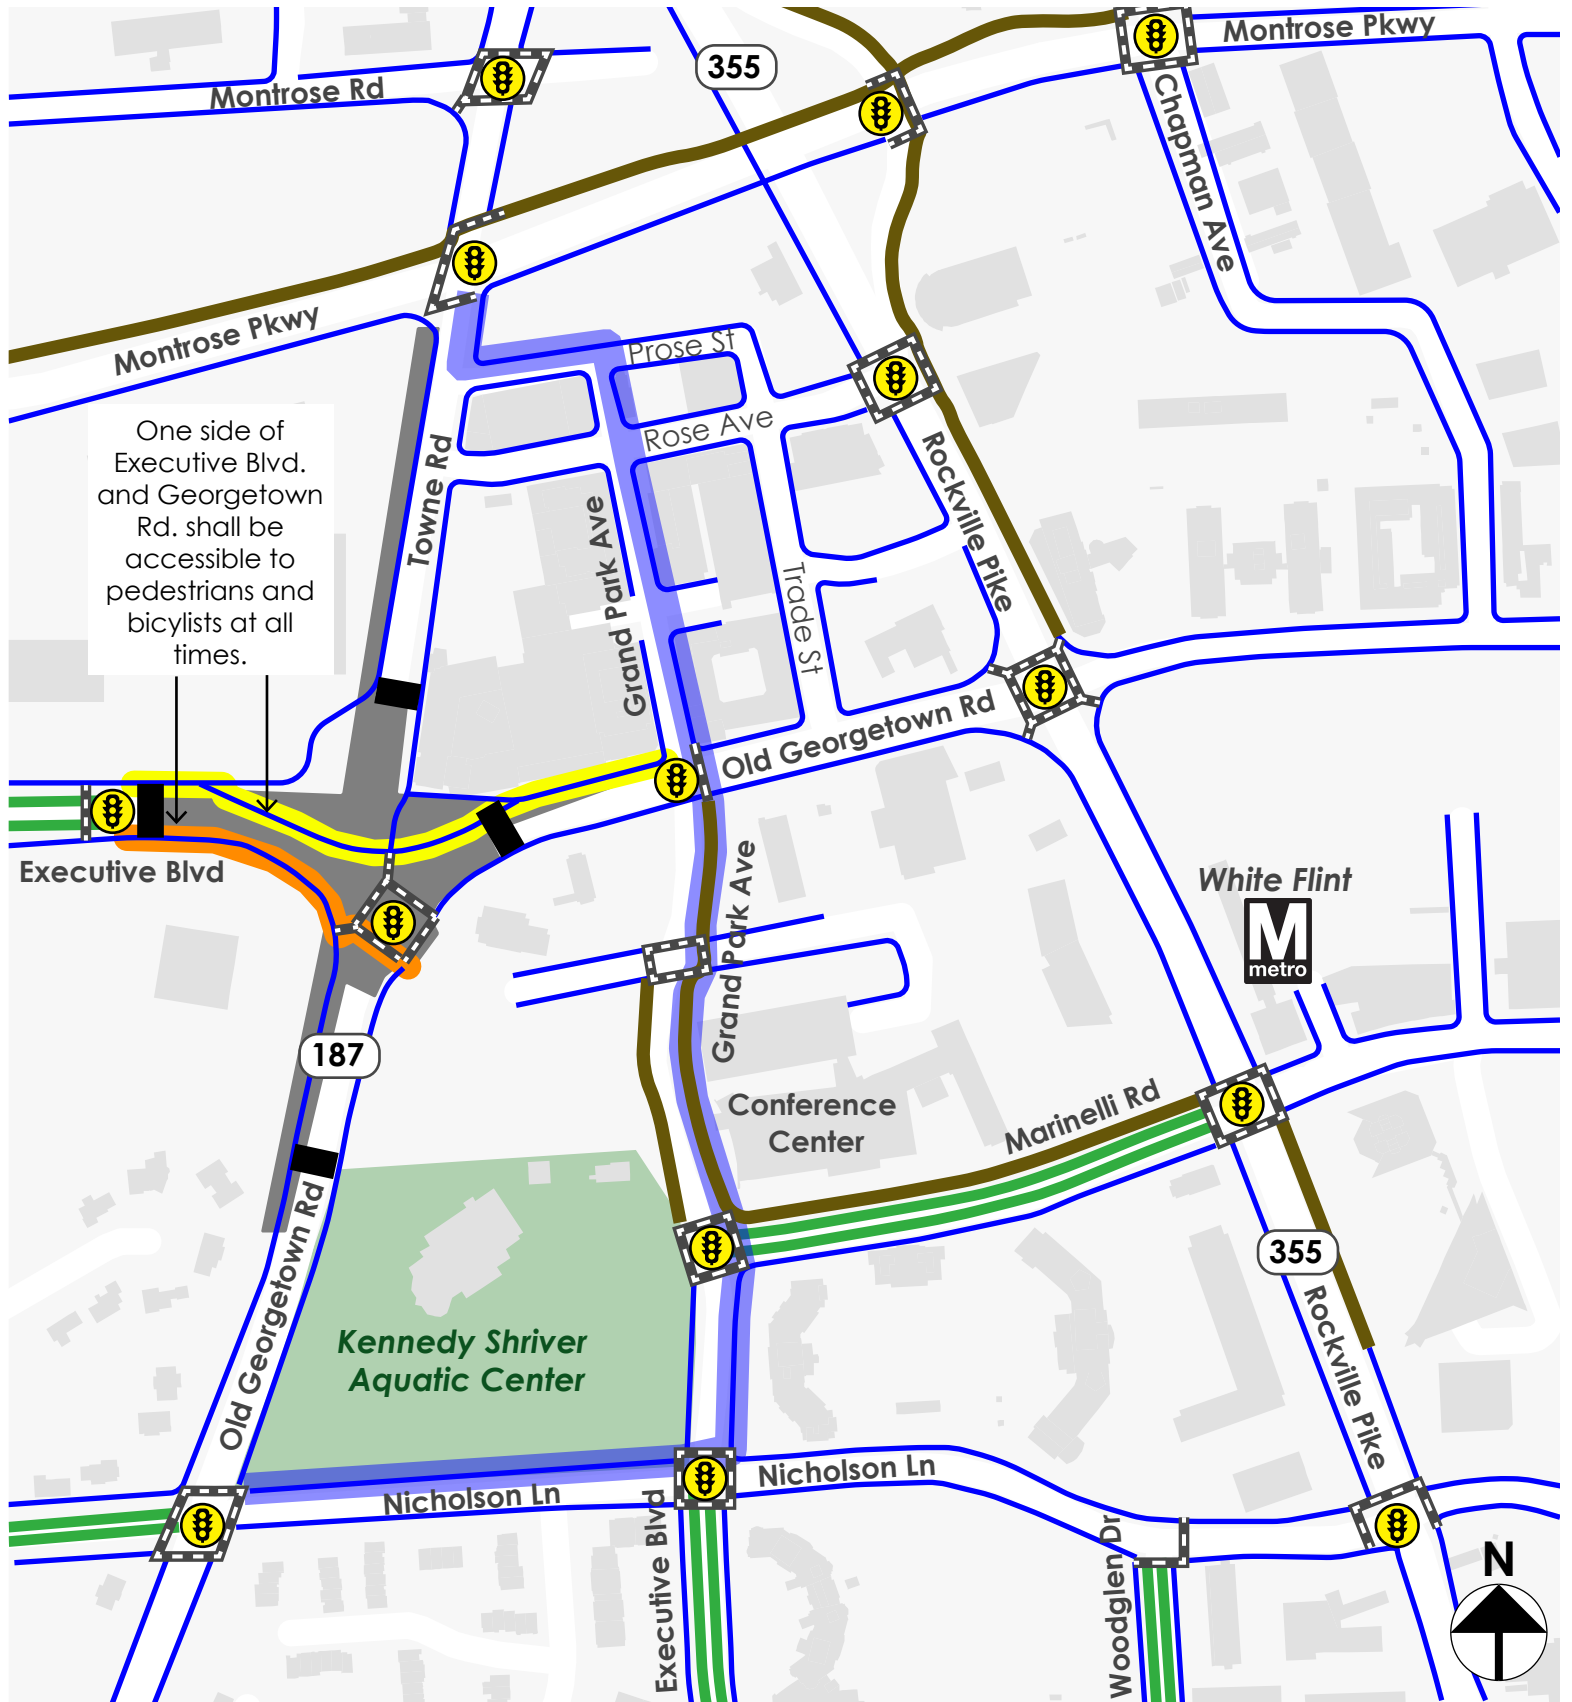 Montrose Pkwy
355
Montrose Rd
Chapman Ave
Montrose Pkwy
Prose St
Rose Ave
One side of
Executive Blvd.
and Georgetown
Rd. shall be
accessible to
pedestrians and
bicylists at all
times.
Towne Rd
Grand Park Ave
Trade St
Rockville Pike
Old Georgetown Rd
Executive Blvd
Grand Park Ave
White Flint
M
metro
187
Conference
Center
Marinelli Rd
355
Old Georgetown Rd
Kennedy Shriver
Aquatic Center
Rockville Pike
Nicholson Ln
Nicholson Ln
Executive Blvd
Woodglen Dr
N